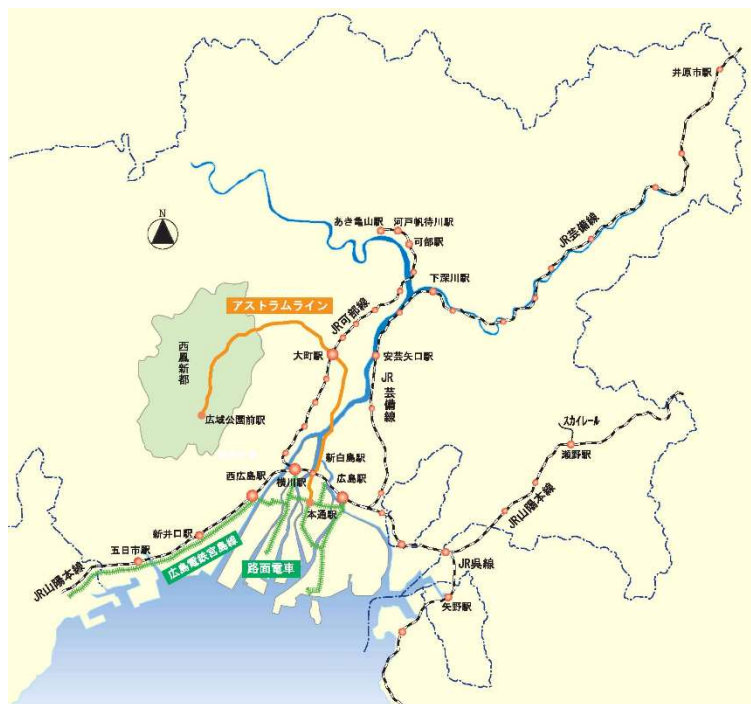 井原市駅
N
あき亀山駅
河戸帆待川駅
可部駅
JR芸備線
下深川駅
アストラムライン
JR可部線
西風新都
大町駅
安芸矢口駅
JR芸備線
広域公園前駅
スカイレール
瀬野駅
新白島駅
西広島駅
横川駅
広島駅
本通駅
JR山陽本線
新井口駅
五日市駅
広島電鉄宮島線
路面電車
JR呉線
JR山陽本線
矢野駅